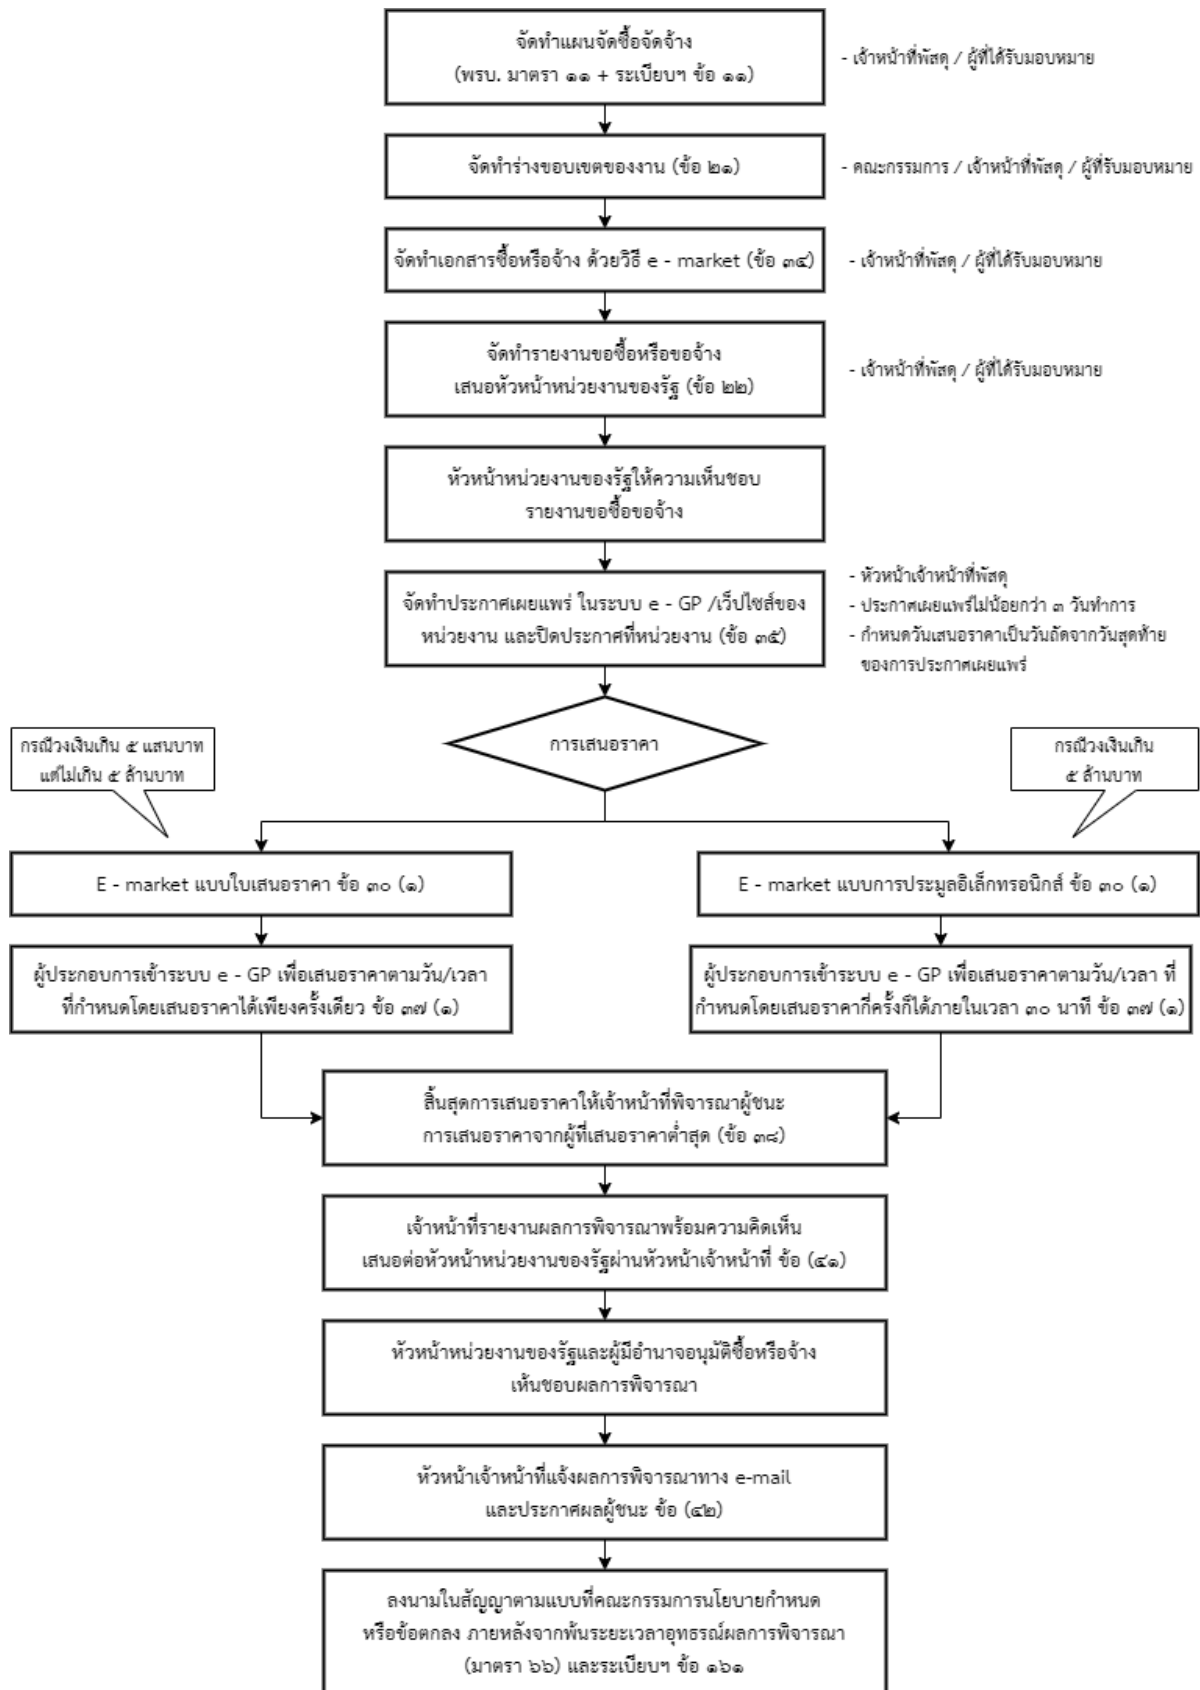 จัดทำแผนจัดซื้อจัดจ้าง
(พรบ. มาตรา ๑๑ + ระเบียบฯ ข้อ ๑๑)
- เจ้าหน้าที่พัสดุ / ผู้ที่ได้รับมอบหมาย
จัดทำร่างขอบเขตของงาน (ข้อ ๒๑)
- คณะกรรมการ / เจ้าหน้าที่พัสดุ / ผู้ที่รับมอบหมาย
จัดทำเอกสารซื้อหรือจ้าง ด้วยวิธี e - market (ข้อ ๓๔)
- เจ้าหน้าที่พัสดุ / ผู้ที่ได้รับมอบหมาย
จัดทำรายงานขอซื้อหรือขอจ้าง
เสนอหัวหน้าหน่วยงานของรัฐ (ข้อ ๒๒)
- เจ้าหน้าที่พัสดุ / ผู้ที่ได้รับมอบหมาย
หัวหน้าหน่วยงานของรัฐให้ความเห็นชอบ
รายงานขอซื้อขอจ้าง
จัดทำประกาศเผยแพร่ ในระบบ e - GP /เว็ปไซส์ของ
หน่วยงาน และปิดประกาศที่หน่วยงาน (ข้อ ๓๕)
- หัวหน้าเจ้าหน้าที่พัสดุ
- ประกาศเผยแพร่ไม่น้อยกว่า ๓ วันทำการ
- กำหนดวันเสนอราคาเป็นวันถัดจากวันสุดท้าย
ของการประกาศเผยแพร่
การเสนอราคา
กรณีวงเงินเกิน ๕ แสนบาท
แต่ไม่เกิน ๕ ล้านบาท
กรณีวงเงินเกิน
๕ ล้านบาท
E - market แบบใบเสนอราคา ข้อ ๓๐ (๑)
E - market แบบการประมูลอิเล็กทรอนิกส์ ข้อ ๓๐ (๑)
ผู้ประกอบการเข้าระบบ e - GP เพื่อเสนอราคาตามวัน/เวลา
ที่กำหนดโดยเสนอราคาได้เพียงครั้งเดียว ข้อ ๓๗ (๑)
ผู้ประกอบการเข้าระบบ e - GP เพื่อเสนอราคาตามวัน/เวลา ที่
กำหนดโดยเสนอราคากี่ครั้งก็ได้ภายในเวลา ๓๐ นาที ข้อ ๓๗ (๑)
สิ้นสุดการเสนอราคาให้เจ้าหน้าที่พิจารณาผู้ชนะ
การเสนอราคาจากผู้ที่เสนอราคาต่ำสุด (ข้อ ๓๘)
เจ้าหน้าที่รายงานผลการพิจารณาพร้อมความคิดเห็น
เสนอต่อหัวหน้าหน่วยงานของรัฐผ่านหัวหน้าเจ้าหน้าที่ ข้อ (๔๑)
หัวหน้าหน่วยงานของรัฐและผู้มีอำนาจอนุมัติซื้อหรือจ้าง
เห็นชอบผลการพิจารณา
หัวหน้าเจ้าหน้าที่แจ้งผลการพิจารณาทาง e-mail
และประกาศผลผู้ชนะ ข้อ (๔๒)
ลงนามในสัญญาตามแบบที่คณะกรรมการนโยบายกำหนด
หรือข้อตกลง ภายหลังจากพ้นระยะเวลาอุทธรณ์ผลการพิจารณา
(มาตรา ๖๖) และระเบียบฯ ข้อ ๑๖๑